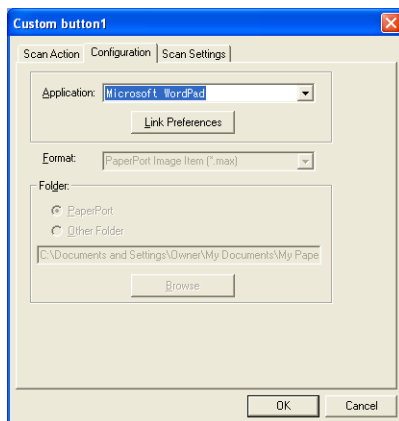 Custom button1
Scan Action Configuration Scan Settings
Application: Microsoft WordPad
Link Preferences
Format: PaperPort Image Item (*.max)
Folder:
PaperPort
Other Folder
C:\Documents and Settings\Owner\My Documents\My Pape
Browse
OK Cancel